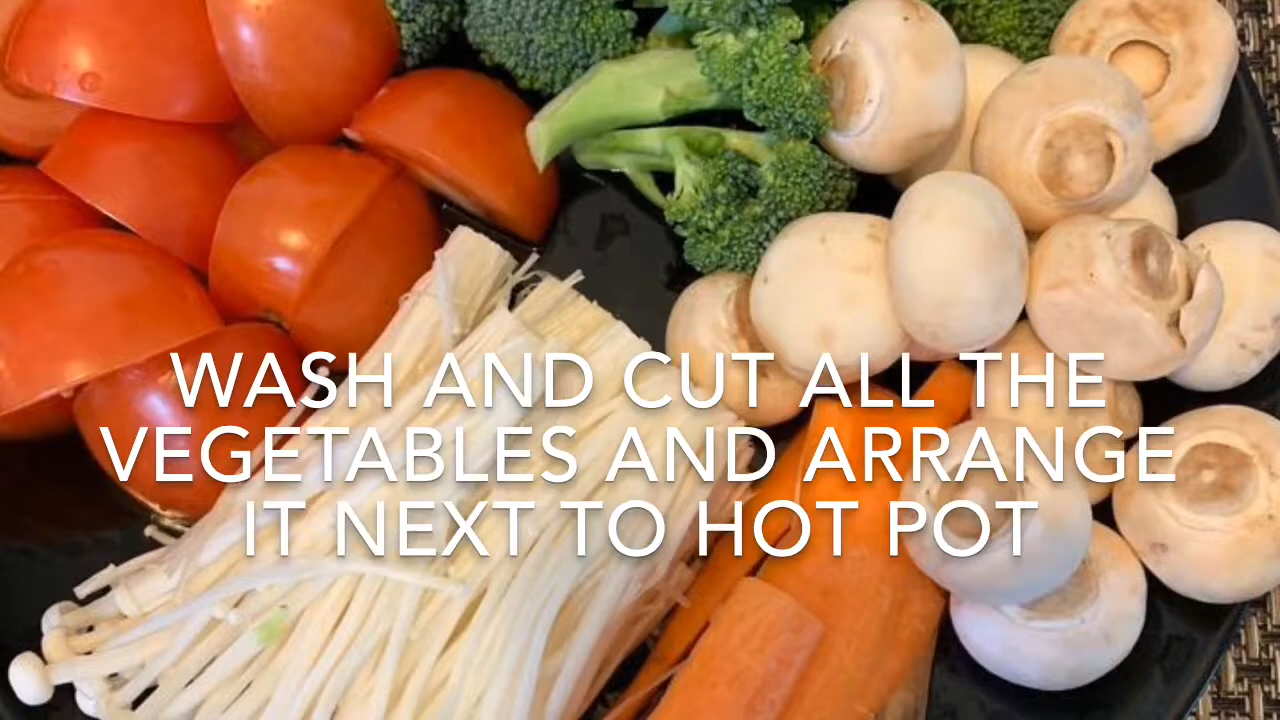 WASH AND CUT ALL THE
VEGETABLES AND ARRANGE
IT NEXT TO HOT POT